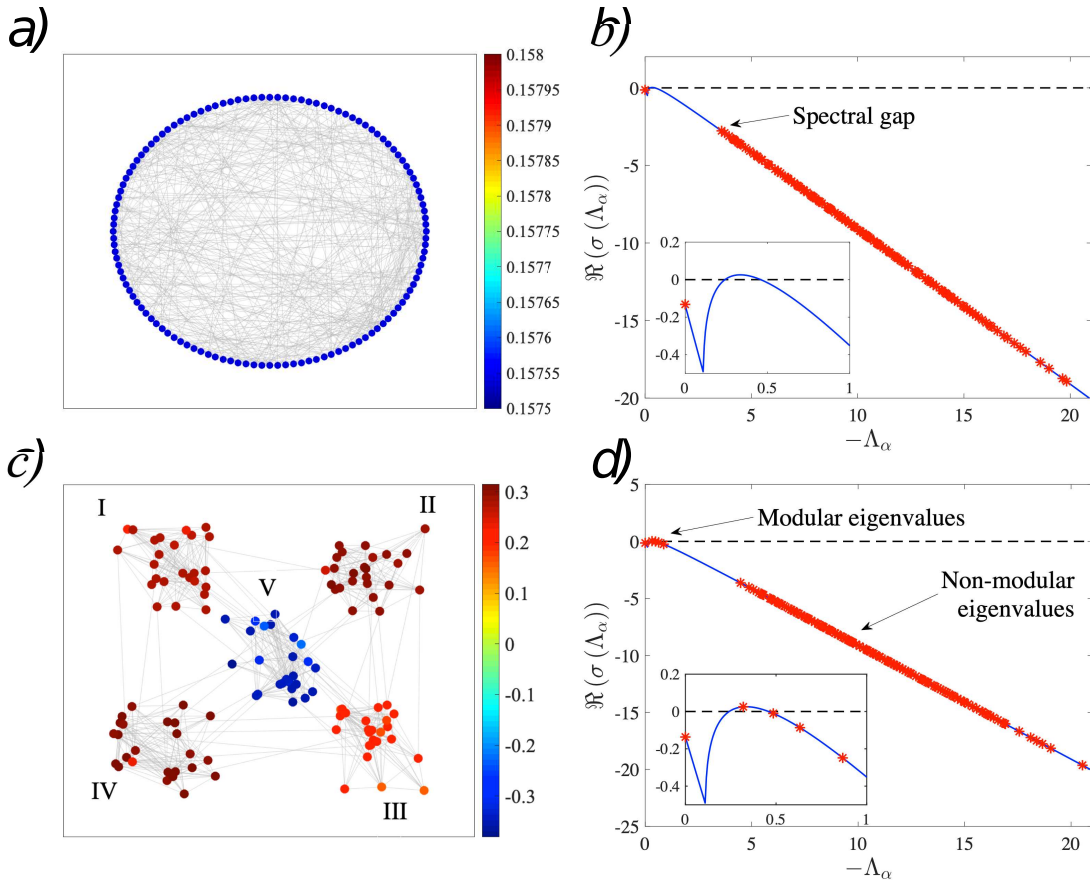 a)
0.158
0.15795
0.1579
0.15785
0.1578
0.15775
0.1577
0.15765
0.1576
0.15755
0.1575
b)
0
-5
-10
-15
-20
ℜ (σ (Λα))
Spectral gap
0.2
0
-0.2
-0.4
0 0.5 1
0 5 10 15 20
−Λα
c)
I
II
V
IV
III
0.3
0.2
0.1
0
-0.1
-0.2
-0.3
d)
5
0
-5
-10
-15
-20
-25
ℜ (σ (Λα))
Modular eigenvalues
Non-modular
eigenvalues
0.2
0
-0.2
-0.4
0 0.5 1
0 5 10 15 20
−Λα